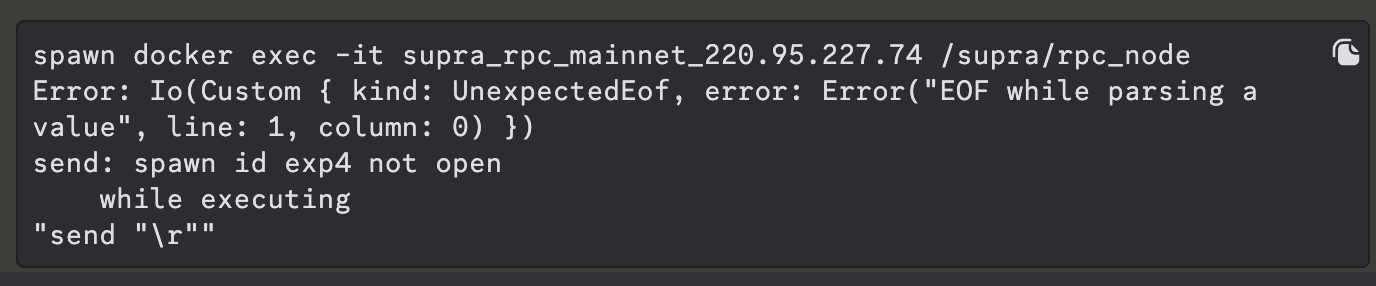 spawn docker exec -it supra_rpc_mainnet_220.95.227.74 /supra/rpc_node
Error: Io(Custom { kind: UnexpectedEof, error: Error("EOF while parsing a
value", line: 1, column: 0) })
send: spawn id exp4 not open
    while executing
"send "\r""